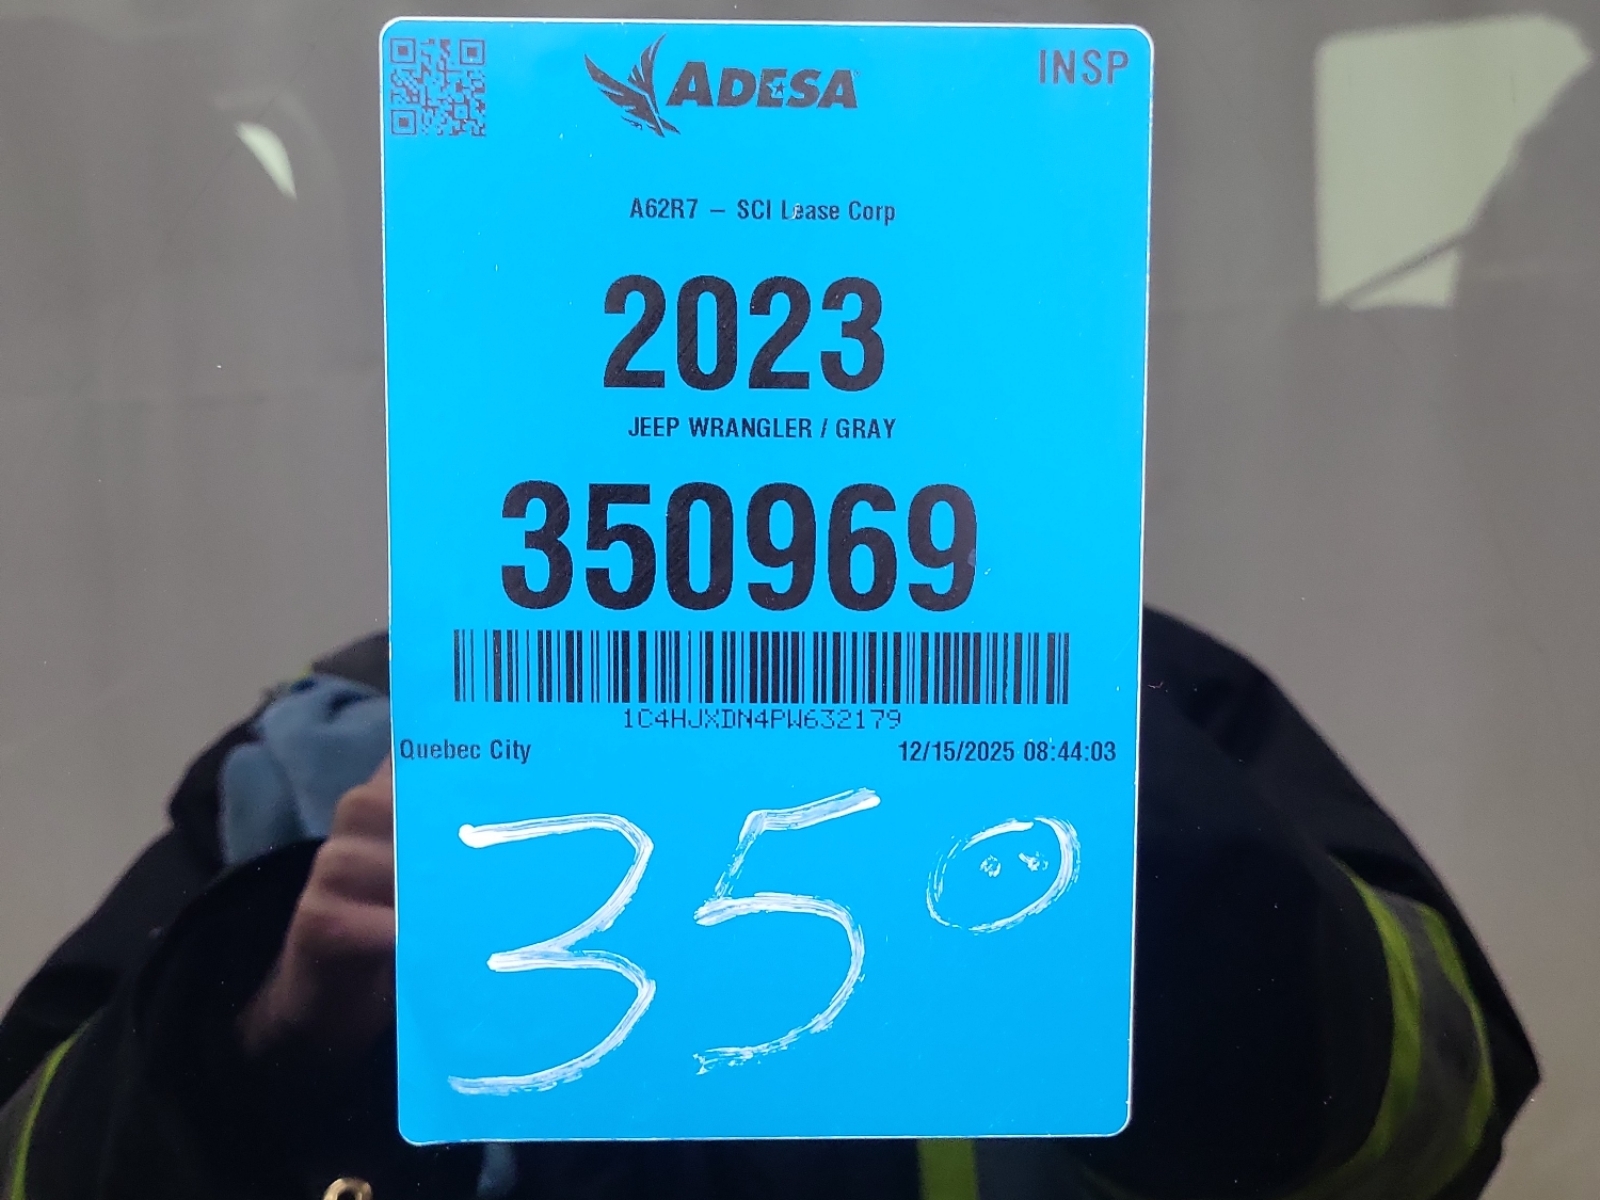 ADESA
INSP
A62R7 – SCI Lease Corp
2023
JEEP WRANGLER / GRAY
350969
1C4HJXDN4PW632179
Quebec City 12/15/2025 08:44:03
35°